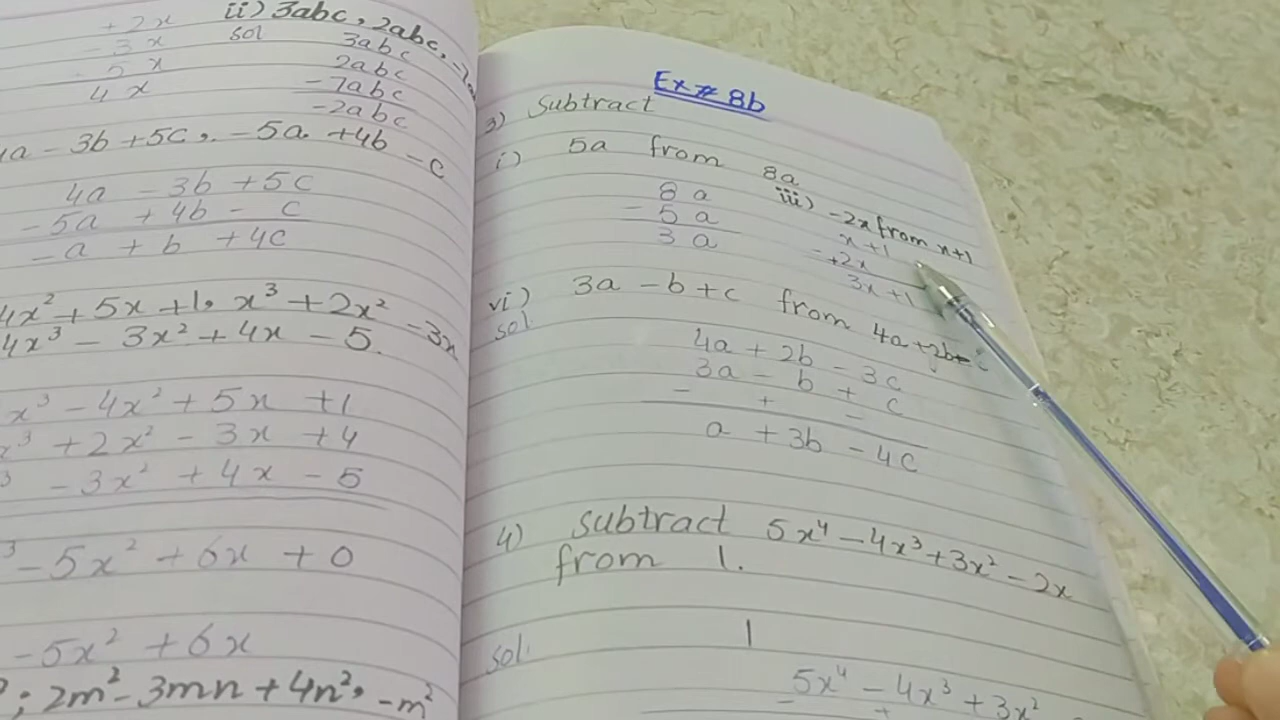 +2x
-3x
5x
4x
ii) 3abc, 2abc,
sol 3abc
2abc
-7abc
-2abc
a - 3b + 5c, -5a + 4b - c
4a - 3b + 5c
-5a + 4b - c
-a + b + 4c
4x² + 5x + 1, x³ + 2x² - 3x
4x³ - 3x² + 4x - 5.
x³ - 4x² + 5x + 1
x³ + 2x² - 3x + 4
3 - 3x² + 4x - 5
3 - 5x² + 6x + 0
-5x² + 6x
; 2m² - 3mn + 4n², -m²
Ex # 8b
3) Subtract
i) 5a from 8a
8a
-5a
3a
iii) -2x from x+1
x+1
-+2x
3x+1
vi) 3a - b + c from 4a+2b
sol.
4a + 2b - 3c
3a - b + c
- + -
a + 3b - 4c
4) subtract 5x⁴ - 4x³ + 3x² - 2x
from 1.
sol. 1
5x⁴ - 4x³ + 3x²
- +